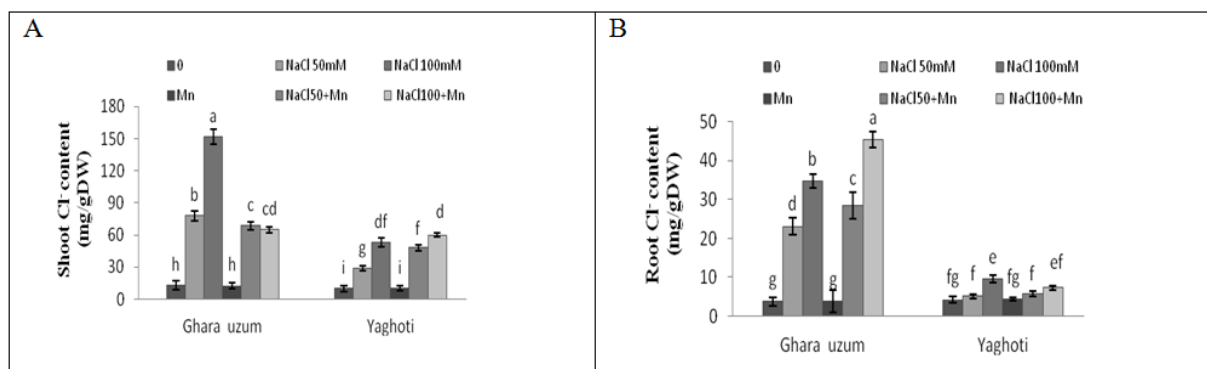 A
0 NaCl 50mM NaCl 100mM
Mn NaCl50+Mn NaCl100+Mn
Shoot Cl- content
(mg/gDW)
180
150
120
90
60
30
0
h b a h c cd
i g df i f d
Ghara uzum Yaghoti
B
0 NaCl 50mM NaCl 100mM
Mn NaCl50+Mn NaCl100+Mn
Root Cl- content
(mg/gDW)
50
40
30
20
10
0
g d b g c a
fg f e fg f ef
Ghara uzum Yaghoti